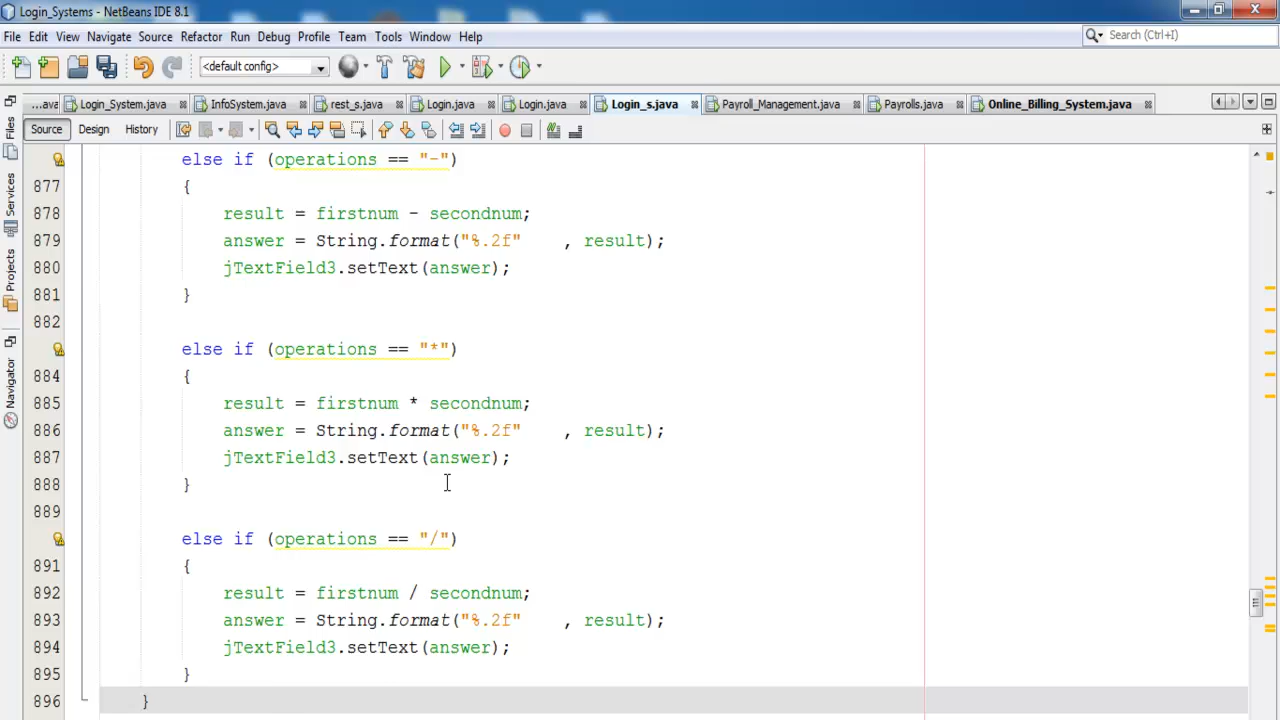 Login_Systems - NetBeans IDE 8.1
File Edit View Navigate Source Refactor Run Debug Profile Team Tools Window Help
Search (Ctrl+I)
<default config>
...ava Login_System.java InfoSystem.java rest_s.java Login.java Login.java Login_s.java Payroll_Management.java Payrolls.java Online_Billing_System.java
Source Design History
Files
Services
Projects
Navigator
else if (operations == "-")
877 {
878 result = firstnum - secondnum;
879 answer = String.format("%.2f" , result);
880 jTextField3.setText(answer);
881 }
882
else if (operations == "*")
884 {
885 result = firstnum * secondnum;
886 answer = String.format("%.2f" , result);
887 jTextField3.setText(answer);
888 }
889
else if (operations == "/")
891 {
892 result = firstnum / secondnum;
893 answer = String.format("%.2f" , result);
894 jTextField3.setText(answer);
895 }
896 }